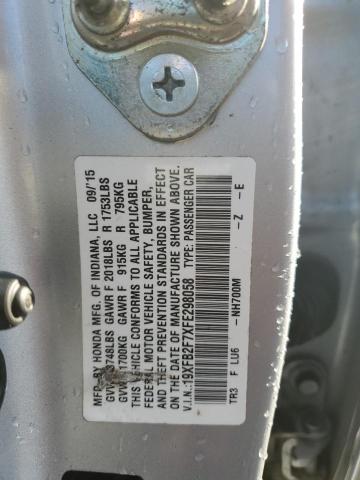 MFD. BY HONDA MFG. OF INDIANA, LLC 09/'15
GVWR 3748LBS GAWR F 2018LBS R 1753LBS
GVWR 1700KG GAWR F 915KG R 795KG
THIS VEHICLE CONFORMS TO ALL APPLICABLE
FEDERAL MOTOR VEHICLE SAFETY, BUMPER,
AND THEFT PREVENTION STANDARDS IN EFFECT
ON THE DATE OF MANUFACTURE SHOWN ABOVE.
V.I.N.:19XFB2F7XFE298058 TYPE: PASSENGER CAR
-NH700M -Z -E
TR3 F LU6